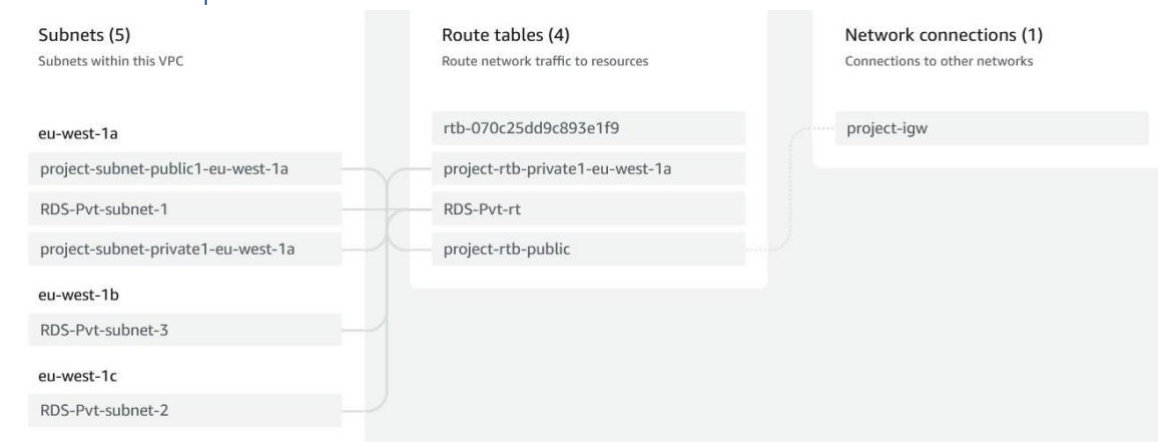 Subnets (5)
Subnets within this VPC
eu-west-1a
project-subnet-public1-eu-west-1a
RDS-Pvt-subnet-1
project-subnet-private1-eu-west-1a
eu-west-1b
RDS-Pvt-subnet-3
eu-west-1c
RDS-Pvt-subnet-2
Route tables (4)
Route network traffic to resources
rtb-070c25dd9c893e1f9
project-rtb-private1-eu-west-1a
RDS-Pvt-rt
project-rtb-public
Network connections (1)
Connections to other networks
project-igw